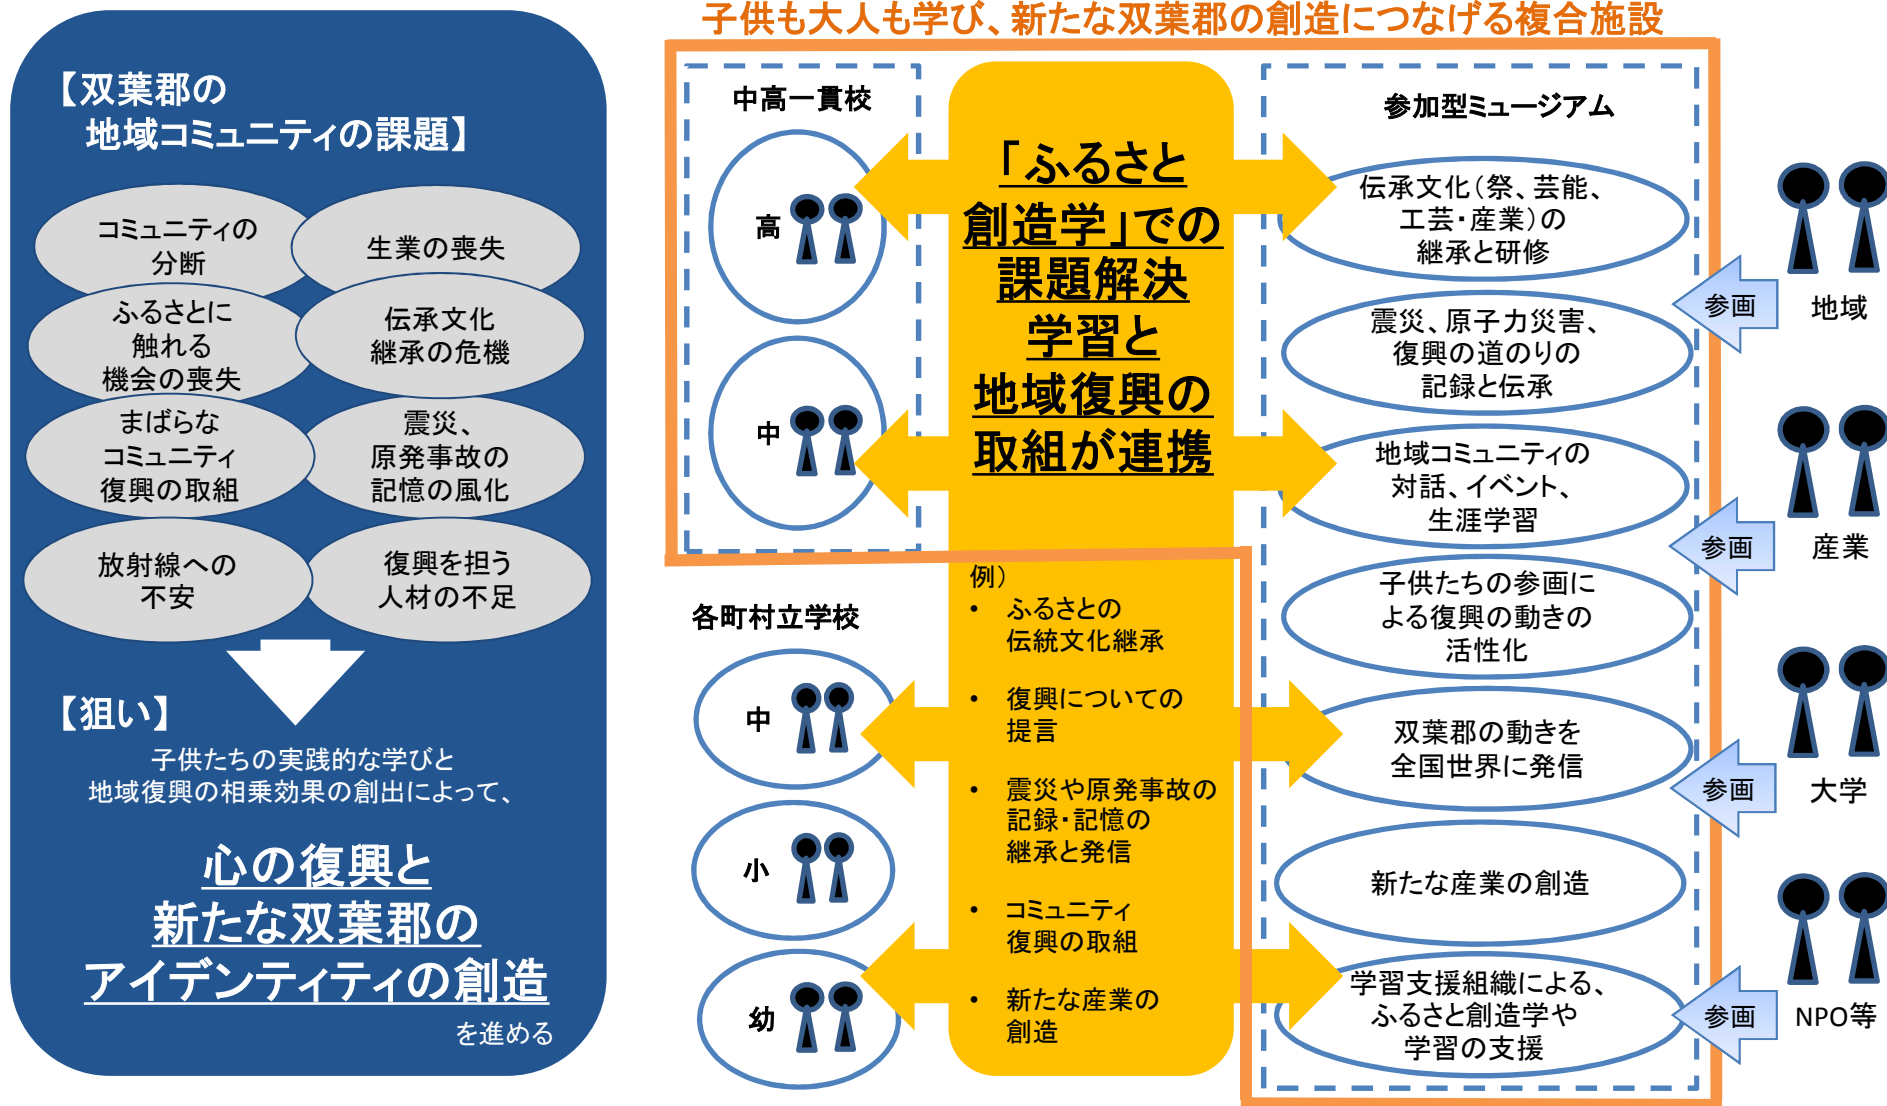 子供も大人も学び、新たな双葉郡の創造につなげる複合施設
【双葉郡の
地域コミュニティの課題】
コミュニティの
分断
生業の喪失
ふるさとに
触れる
機会の喪失
伝承文化
継承の危機
まばらな
コミュニティ
復興の取組
震災、
原発事故の
記憶の風化
放射線への
不安
復興を担う
人材の不足
【狙い】
子供たちの実践的な学びと
地域復興の相乗効果の創出によって、
心の復興と
新たな双葉郡の
アイデンティティの創造
を進める
中高一貫校
高
中
各町村立学校
中
小
幼
「ふるさと
創造学」での
課題解決
学習と
地域復興の
取組が連携
例）
• ふるさとの
伝統文化継承
• 復興についての
提言
• 震災や原発事故の
記録・記憶の
継承と発信
• コミュニティ
復興の取組
• 新たな産業の
創造
参加型ミュージアム
伝承文化（祭、芸能、
工芸・産業）の
継承と研修
震災、原子力災害、
復興の道のりの
記録と伝承
地域コミュニティの
対話、イベント、
生涯学習
子供たちの参画に
よる復興の動きの
活性化
双葉郡の動きを
全国世界に発信
新たな産業の創造
学習支援組織による、
ふるさと創造学や
学習の支援
参画
地域
参画
産業
参画
大学
参画
NPO等